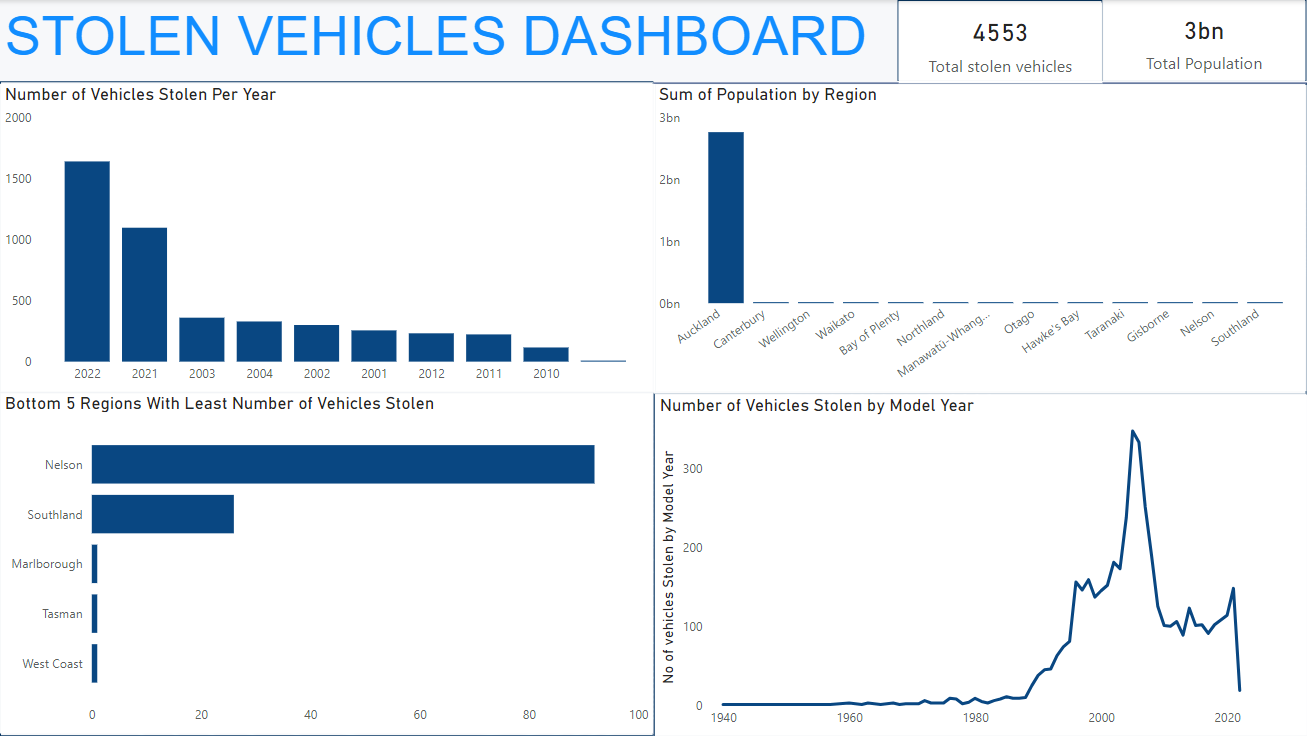 STOLEN VEHICLES DASHBOARD
4553
Total stolen vehicles
3bn
Total Population
Number of Vehicles Stolen Per Year
2000
1500
1000
500
0
2022 2021 2003 2004 2002 2001 2012 2011 2010
Sum of Population by Region
3bn
2bn
1bn
0bn
Auckland
Canterbury
Wellington
Waikato
Bay of Plenty
Northland
Manawatū-Whang...
Otago
Hawke's Bay
Taranaki
Gisborne
Nelson
Southland
Bottom 5 Regions With Least Number of Vehicles Stolen
Nelson
Southland
Marlborough
Tasman
West Coast
0 20 40 60 80 100
Number of Vehicles Stolen by Model Year
No of vehicles Stolen by Model Year
300
200
100
0
1940 1960 1980 2000 2020